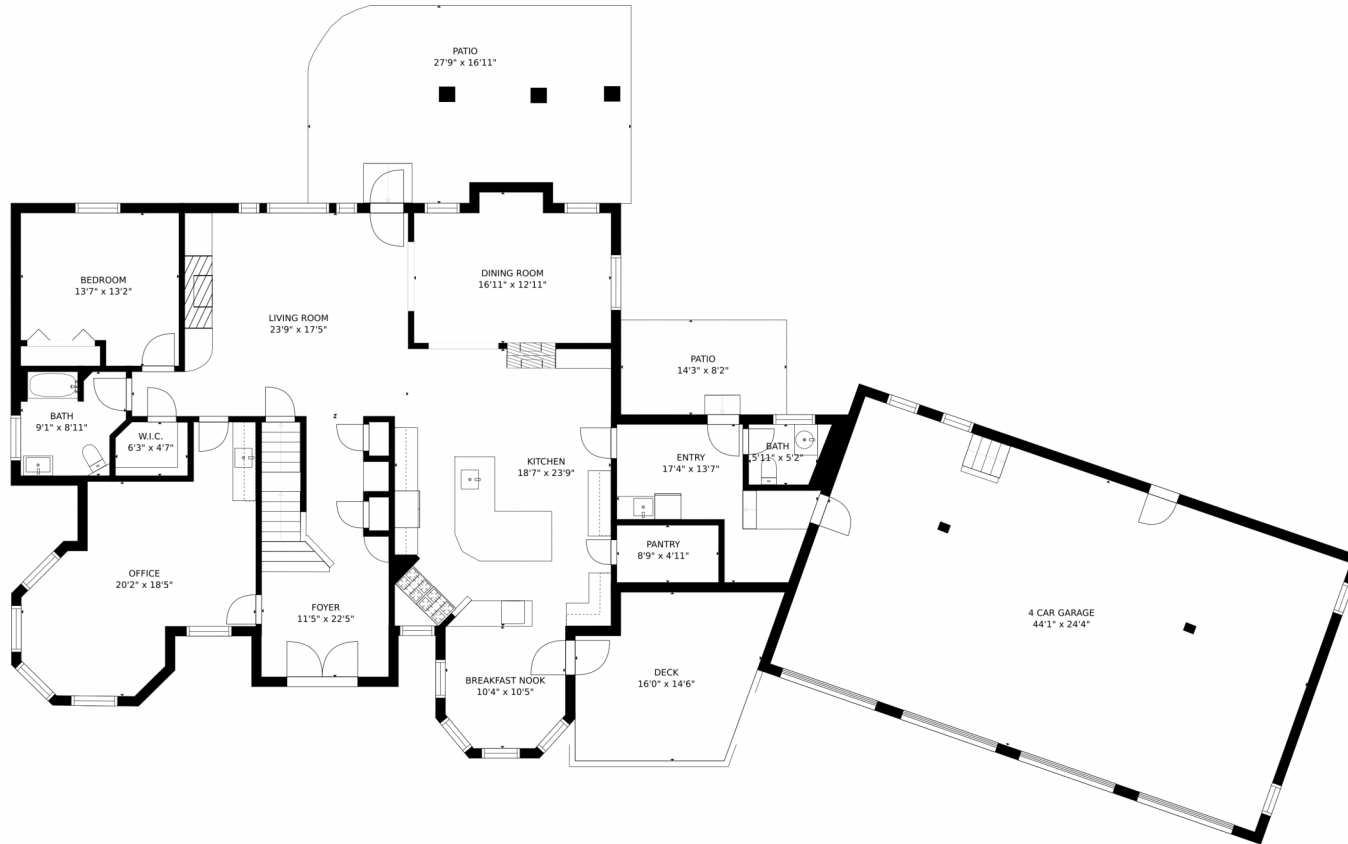 PATIO
27'9" x 16'11"
BEDROOM
13'7" x 13'2"
DINING ROOM
16'11" x 12'11"
LIVING ROOM
23'9" x 17'5"
PATIO
14'3" x 8'2"
BATH
9'1" x 8'11"
W.I.C.
6'3" x 4'7"
KITCHEN
18'7" x 23'9"
ENTRY
17'4" x 13'7"
BATH
5'11" x 5'2"
PANTRY
8'9" x 4'11"
OFFICE
20'2" x 18'5"
FOYER
11'5" x 22'5"
4 CAR GARAGE
44'1" x 24'4"
BREAKFAST NOOK
10'4" x 10'5"
DECK
16'0" x 14'6"